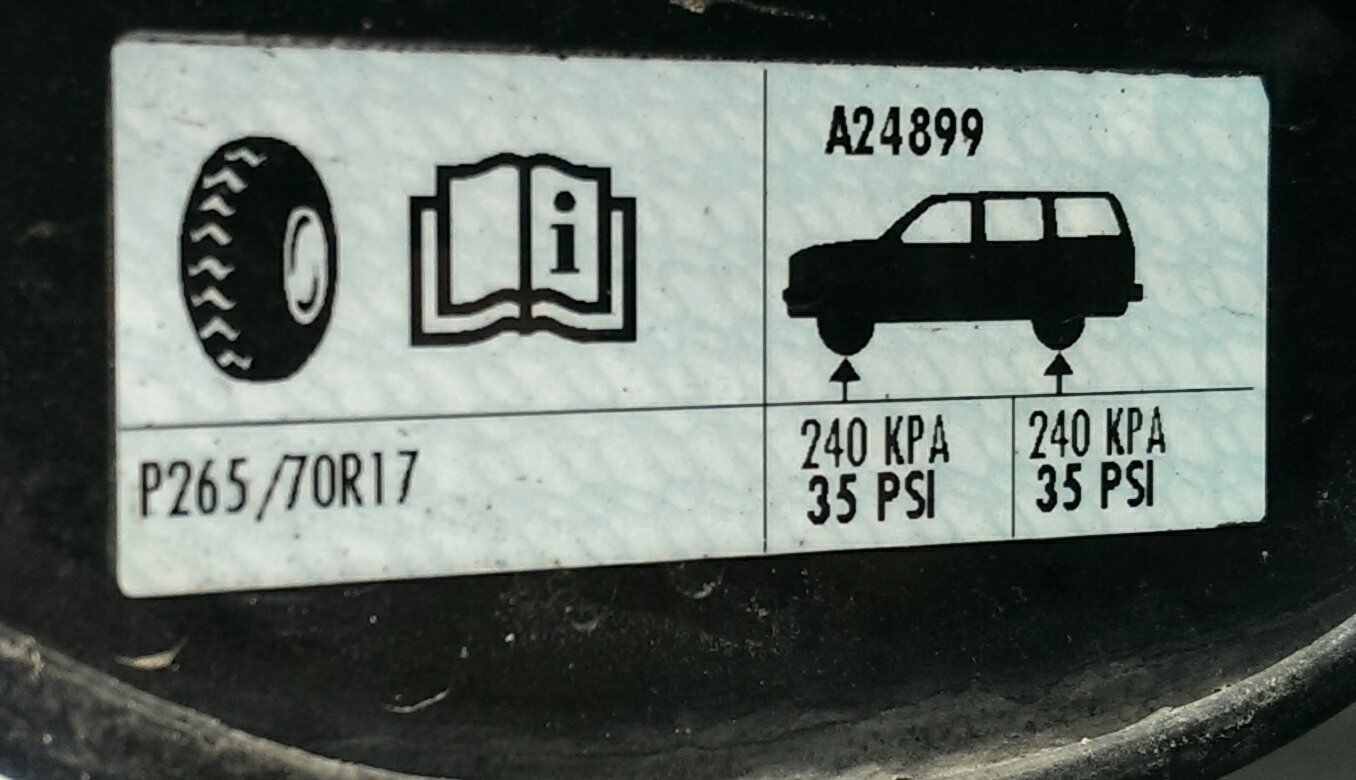 i
A24899
P265/70R17
240 KPA
35 PSI
240 KPA
35 PSI